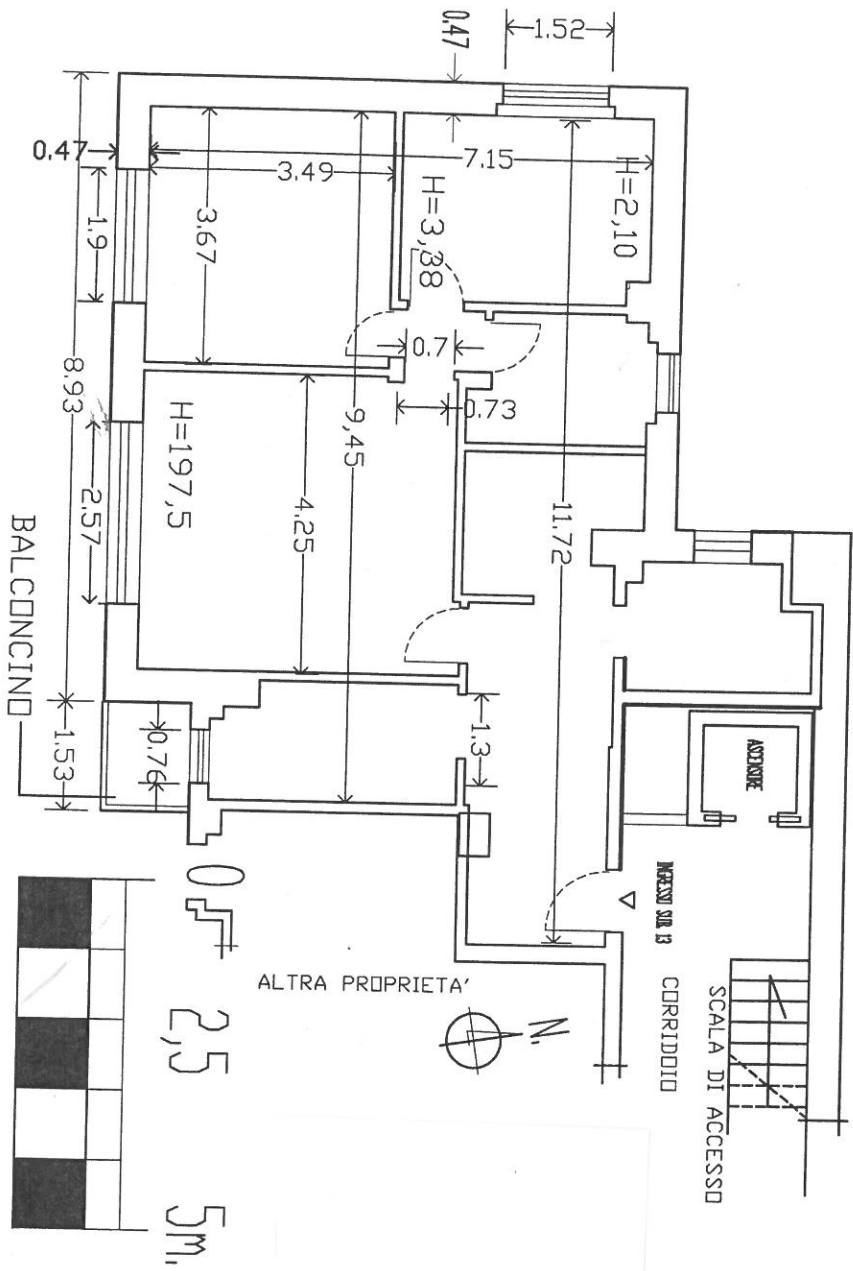 0.47
1.52
0.47
7.15
H=2,10
3.49
H=3,38
1.9
3.67
0.7
8.93
9,45
0.73
H=197,5
2.57
4.25
11.72
BALCONCINO
1.53
0.76
1.3
ASCENSORE
INGRESSO SUB. 13
CORRIDOIO
SCALA DI ACCESSO
ALTRA PROPRIETA'
N.
0
2,5
5m.